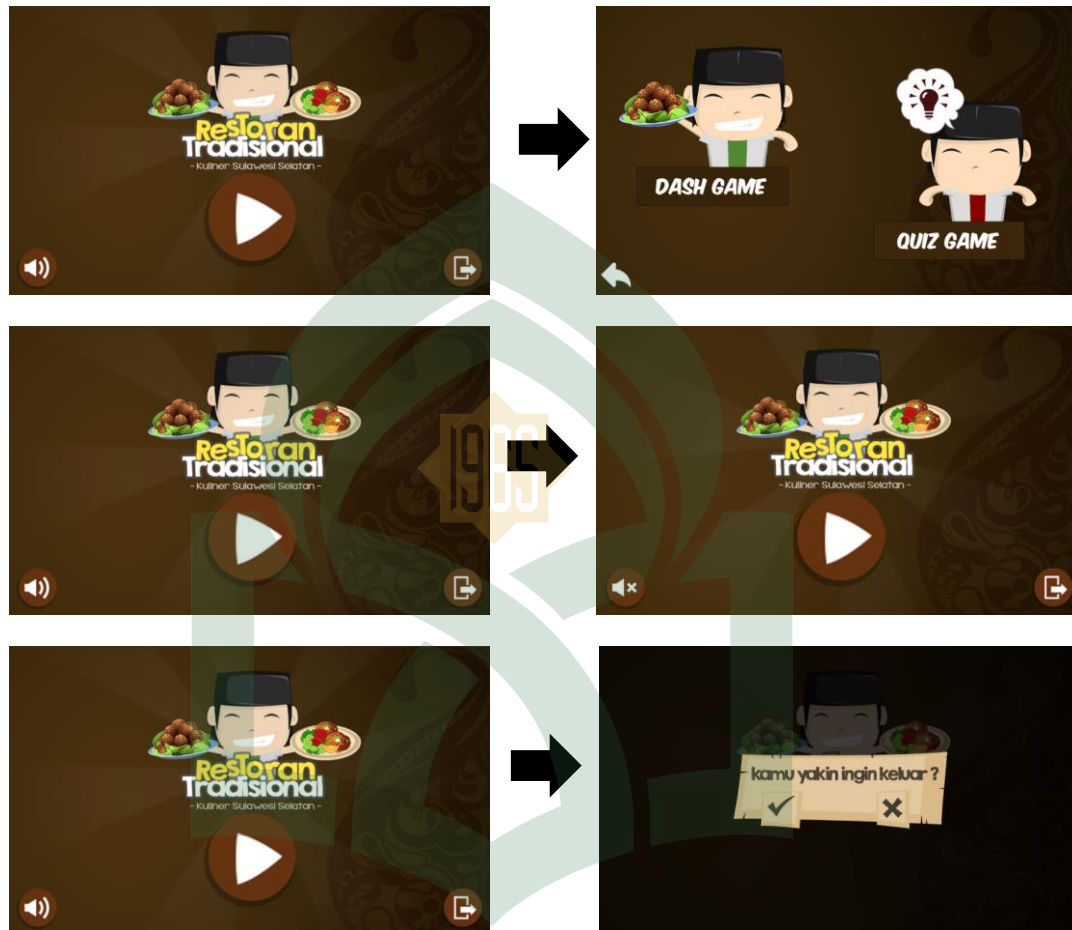 Restoran
Tradisional
- Kuliner Sulawesi Selatan -
DASH GAME
QUIZ GAME
Restoran
Tradisional
- Kuliner Sulawesi Selatan -
1965
Restoran
Tradisional
- Kuliner Sulawesi Selatan -
Restoran
Tradisional
- Kuliner Sulawesi Selatan -
kamu yakin ingin keluar ?